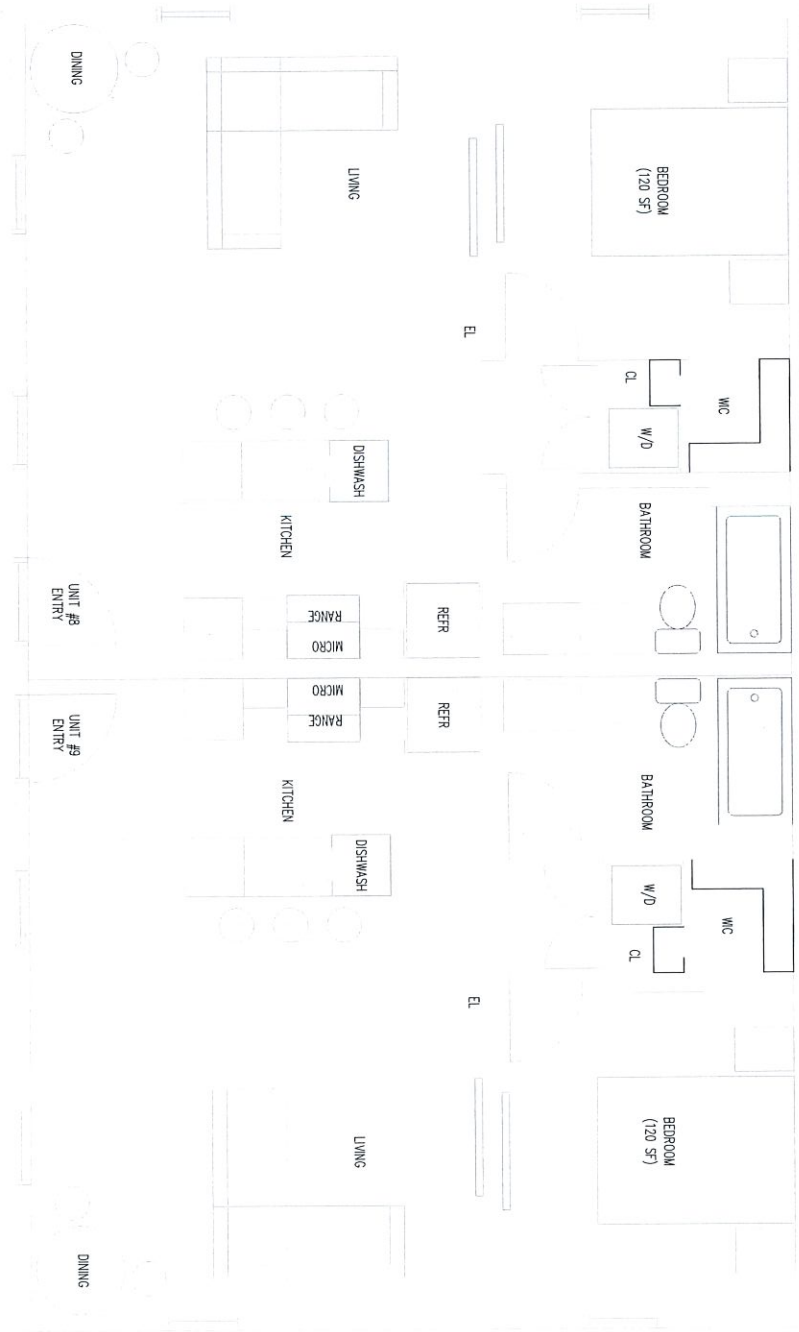 DINING
LIVING
BEDROOM
(120 SF)
EL
CL
WIC
W/D
DISHWASH
KITCHEN
BATHROOM
UNIT #8
ENTRY
RANGE
MICRO
REFR
MICRO
RANGE
REFR
UNIT #9
ENTRY
KITCHEN
BATHROOM
DISHWASH
W/D
WIC
CL
EL
LIVING
BEDROOM
(120 SF)
DINING